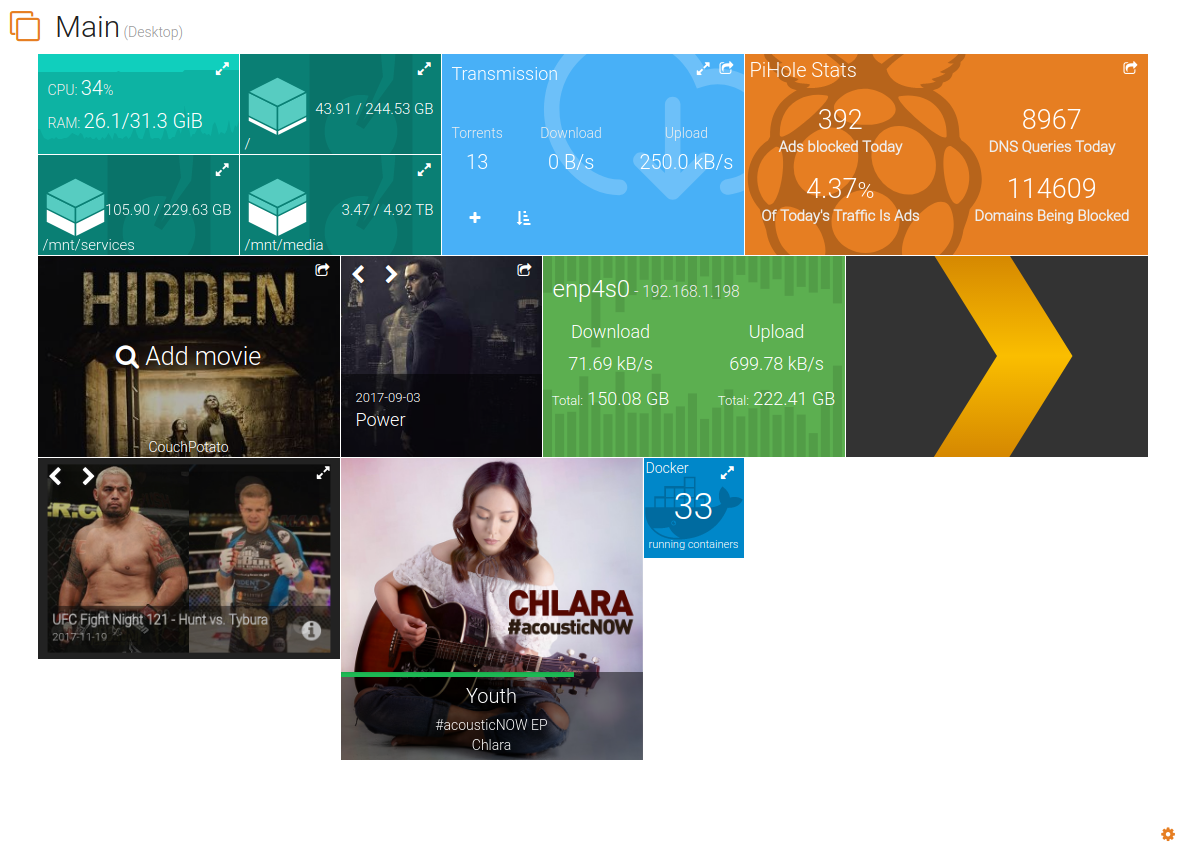 Main (Desktop)
CPU: 34%
RAM: 26.1/31.3 GiB
43.91 / 244.53 GB
/
105.90 / 229.63 GB
/mnt/services
3.47 / 4.92 TB
/mnt/media
Transmission
Torrents Download Upload
13 0 B/s 250.0 kB/s
PiHole Stats
392 8967
Ads blocked Today DNS Queries Today
4.37% 114609
Of Today's Traffic Is Ads Domains Being Blocked
HIDDEN
Add movie
CouchPotato
2017-09-03
Power
enp4s0 - 192.168.1.198
Download Upload
71.69 kB/s 699.78 kB/s
Total: 150.08 GB Total: 222.41 GB
UFC Fight Night 121 - Hunt vs. Tybura
2017-11-19
CHLARA
#acousticNOW
Youth
#acousticNOW EP
Chlara
Docker
33
running containers